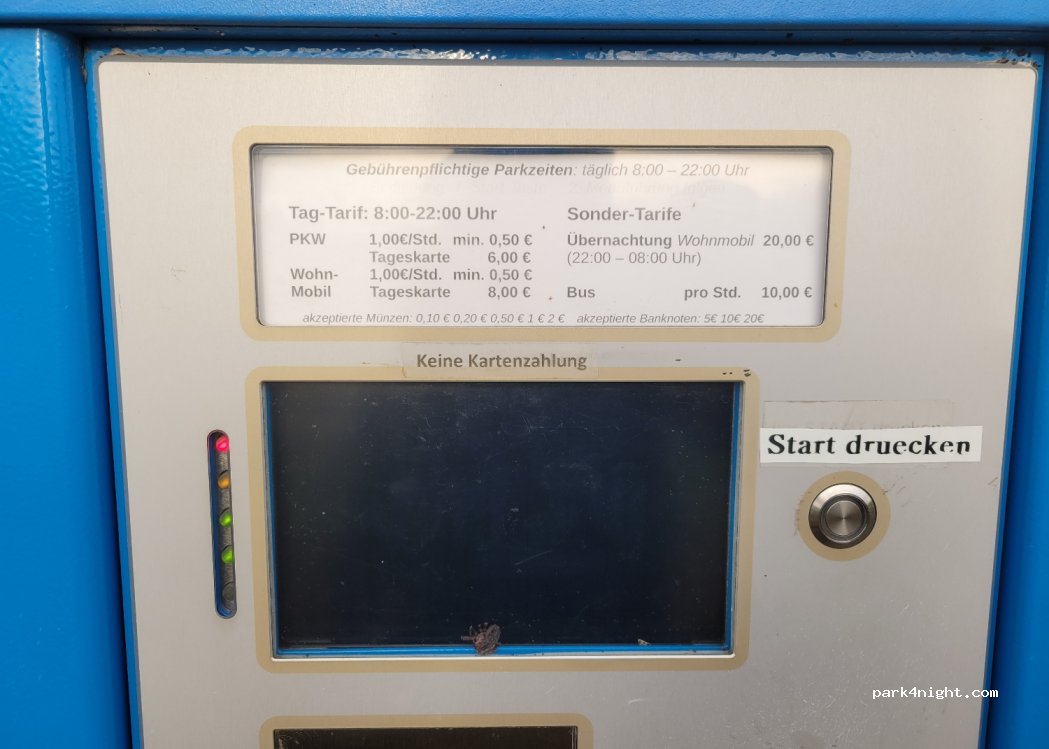 Gebührenpflichtige Parkzeiten: täglich 8:00 – 22:00 Uhr
Tag-Tarif: 8:00-22:00 Uhr
PKW 1,00€/Std. min. 0,50 €
Tageskarte 6,00 €
Wohn- 1,00€/Std. min. 0,50 €
Mobil Tageskarte 8,00 €
Sonder-Tarife
Übernachtung Wohnmobil 20,00 €
(22:00 – 08:00 Uhr)
Bus pro Std. 10,00 €
akzeptierte Münzen: 0,10 € 0,20 € 0,50 € 1 € 2 € akzeptierte Banknoten: 5€ 10€ 20€
Keine Kartenzahlung
Start druecken
park4night.com